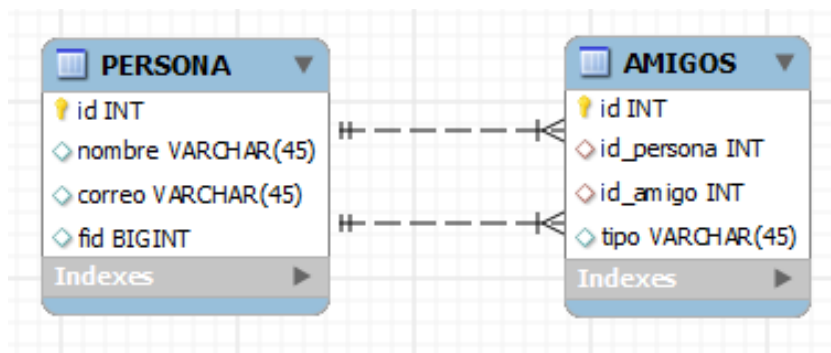 PERSONA
id INT
nombre VARCHAR(45)
correo VARCHAR(45)
fid BIGINT
Indexes
AMIGOS
id INT
id_persona INT
id_amigo INT
tipo VARCHAR(45)
Indexes